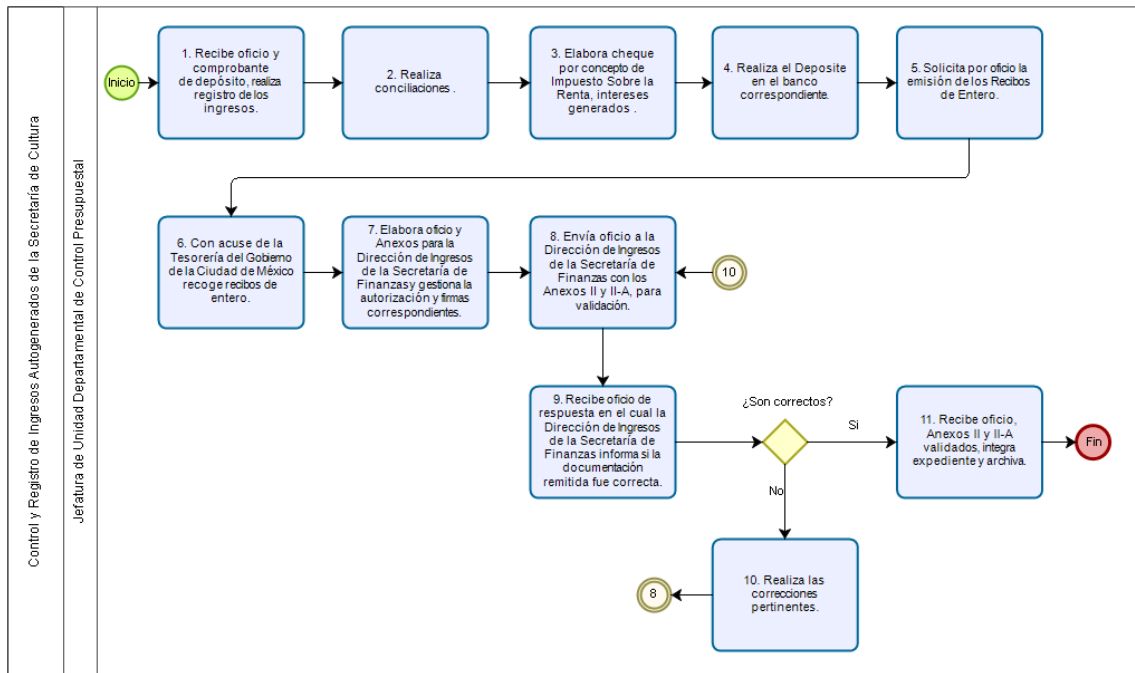 Control y Registro de Ingresos Autogenerados de la Secretaría de Cultura
Jefatura de Unidad Departamental de Control Presupuestal
Inicio
1. Recibe oficio y
comprobante
de depósito, realiza
registro de los
ingresos.
2. Realiza
conciliaciones .
3. Elabora cheque
por concepto de
Impuesto Sobre la
Renta, intereses
generados .
4. Realiza el Deposite
en el banco
correspondiente.
5. Solicita por oficio la
emisión de los Recibos
de Entero.
6. Con acuse de la
Tesorería del Gobierno
de la Ciudad de México
recoge recibos de
entero.
7. Elabora oficio y
Anexos para la
Dirección de Ingresos
de la Secretaría de
Finanzasy gestiona la
autorización y firmas
correspondientes.
8. Envía oficio a la
Dirección de Ingresos
de la Secretaría de
Finanzas con los
Anexos II y II-A, para
validación.
10
9. Recibe oficio de
respuesta en el cual la
Dirección de Ingresos
de la Secretaría de
Finanzas informa si la
documentación
remitida fue correcta.
¿Son correctos?
Si
No
11. Recibe oficio,
Anexos II y II-A
validados, integra
expediente y archiva.
Fin
10. Realiza las
correcciones
pertinentes.
8